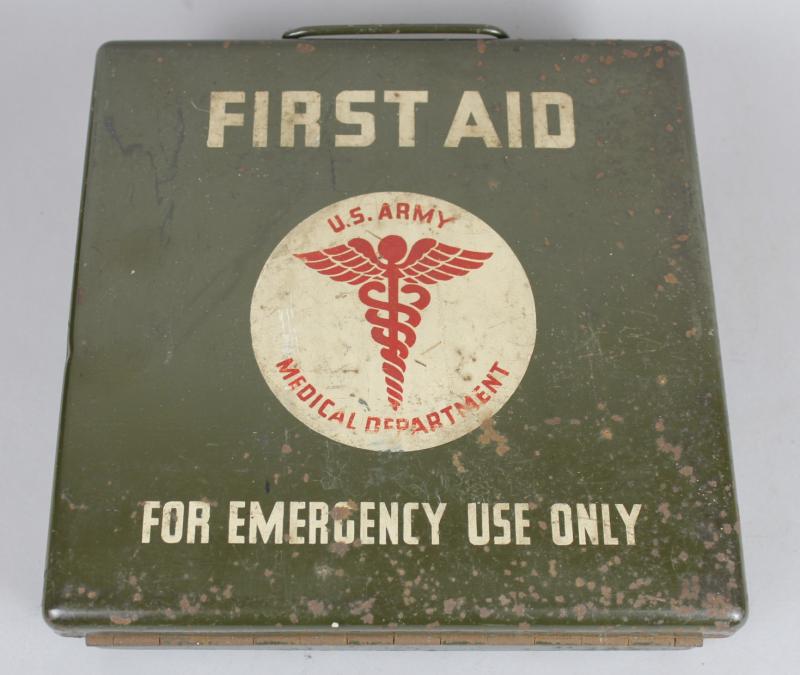 FIRST AID
U.S. ARMY
MEDICAL DEPARTMENT
FOR EMERGENCY USE ONLY